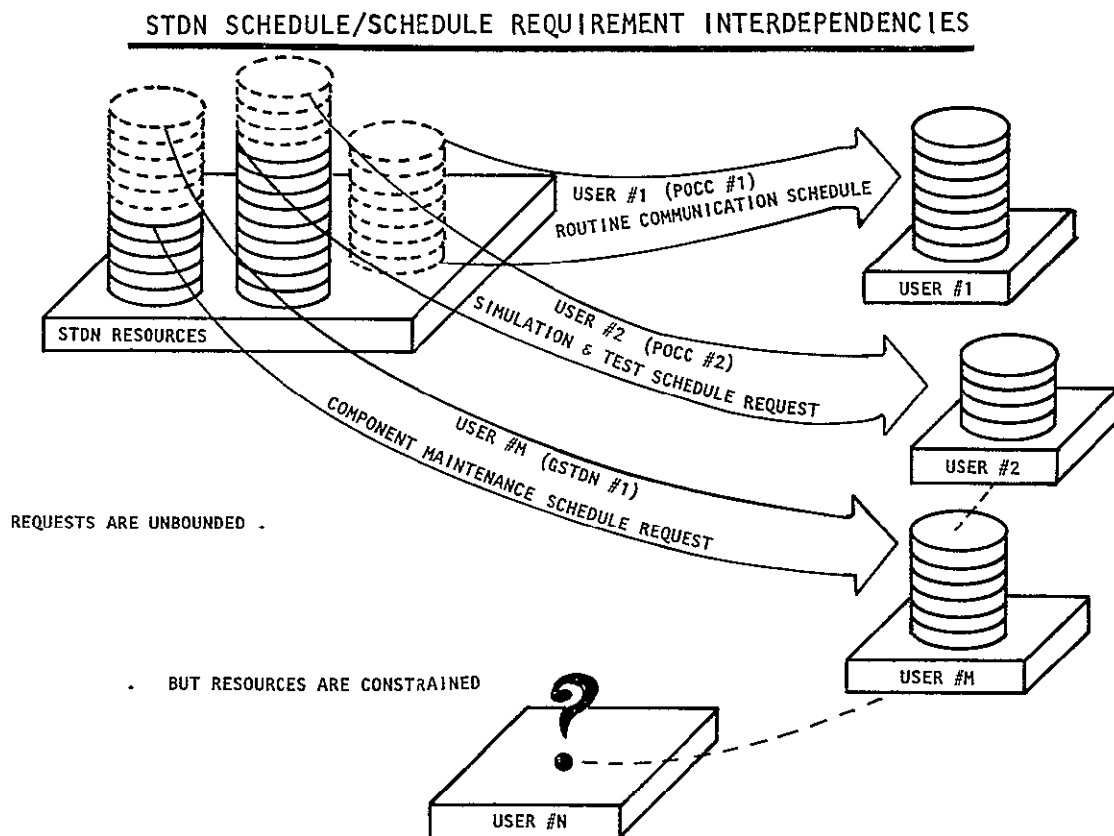 STDN SCHEDULE/SCHEDULE REQUIREMENT INTERDEPENDENCIES
USER #1 (POCC #1)
ROUTINE COMMUNICATION SCHEDULE
USER #1
STDN RESOURCES
USER #2 (POCC #2)
SIMULATION & TEST SCHEDULE REQUEST
USER #2
USER #M (GSTDN #1)
COMPONENT MAINTENANCE SCHEDULE REQUEST
REQUESTS ARE UNBOUNDED .
USER #M
. BUT RESOURCES ARE CONSTRAINED
?
USER #N